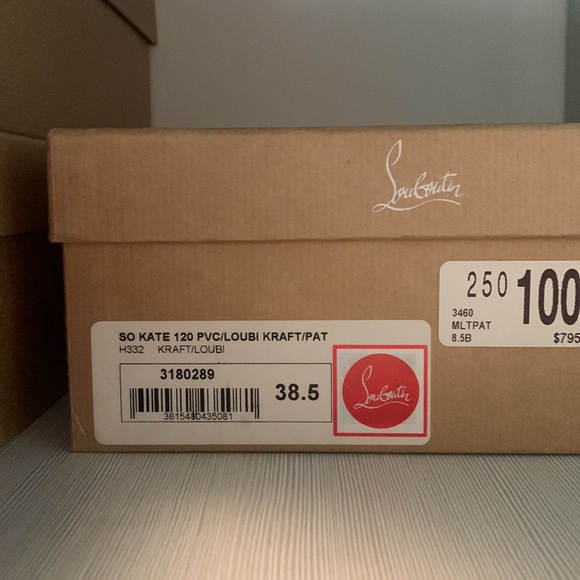 Louboutin
250 100
3460
MLTPAT
8.5B
$795
SO KATE 120 PVC/LOUBI KRAFT/PAT
H332 KRAFT/LOUBI
3180289
38.5
3615480435081
Louboutin